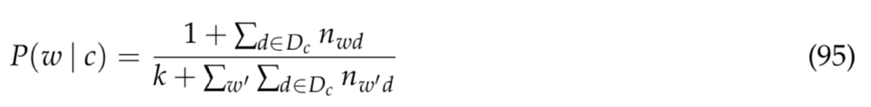 P(w | c) = \frac{1 + \sum_{d \in D_c} n_{wd}}{k + \sum_{w'} \sum_{d \in D_c} n_{w'd}} (95)